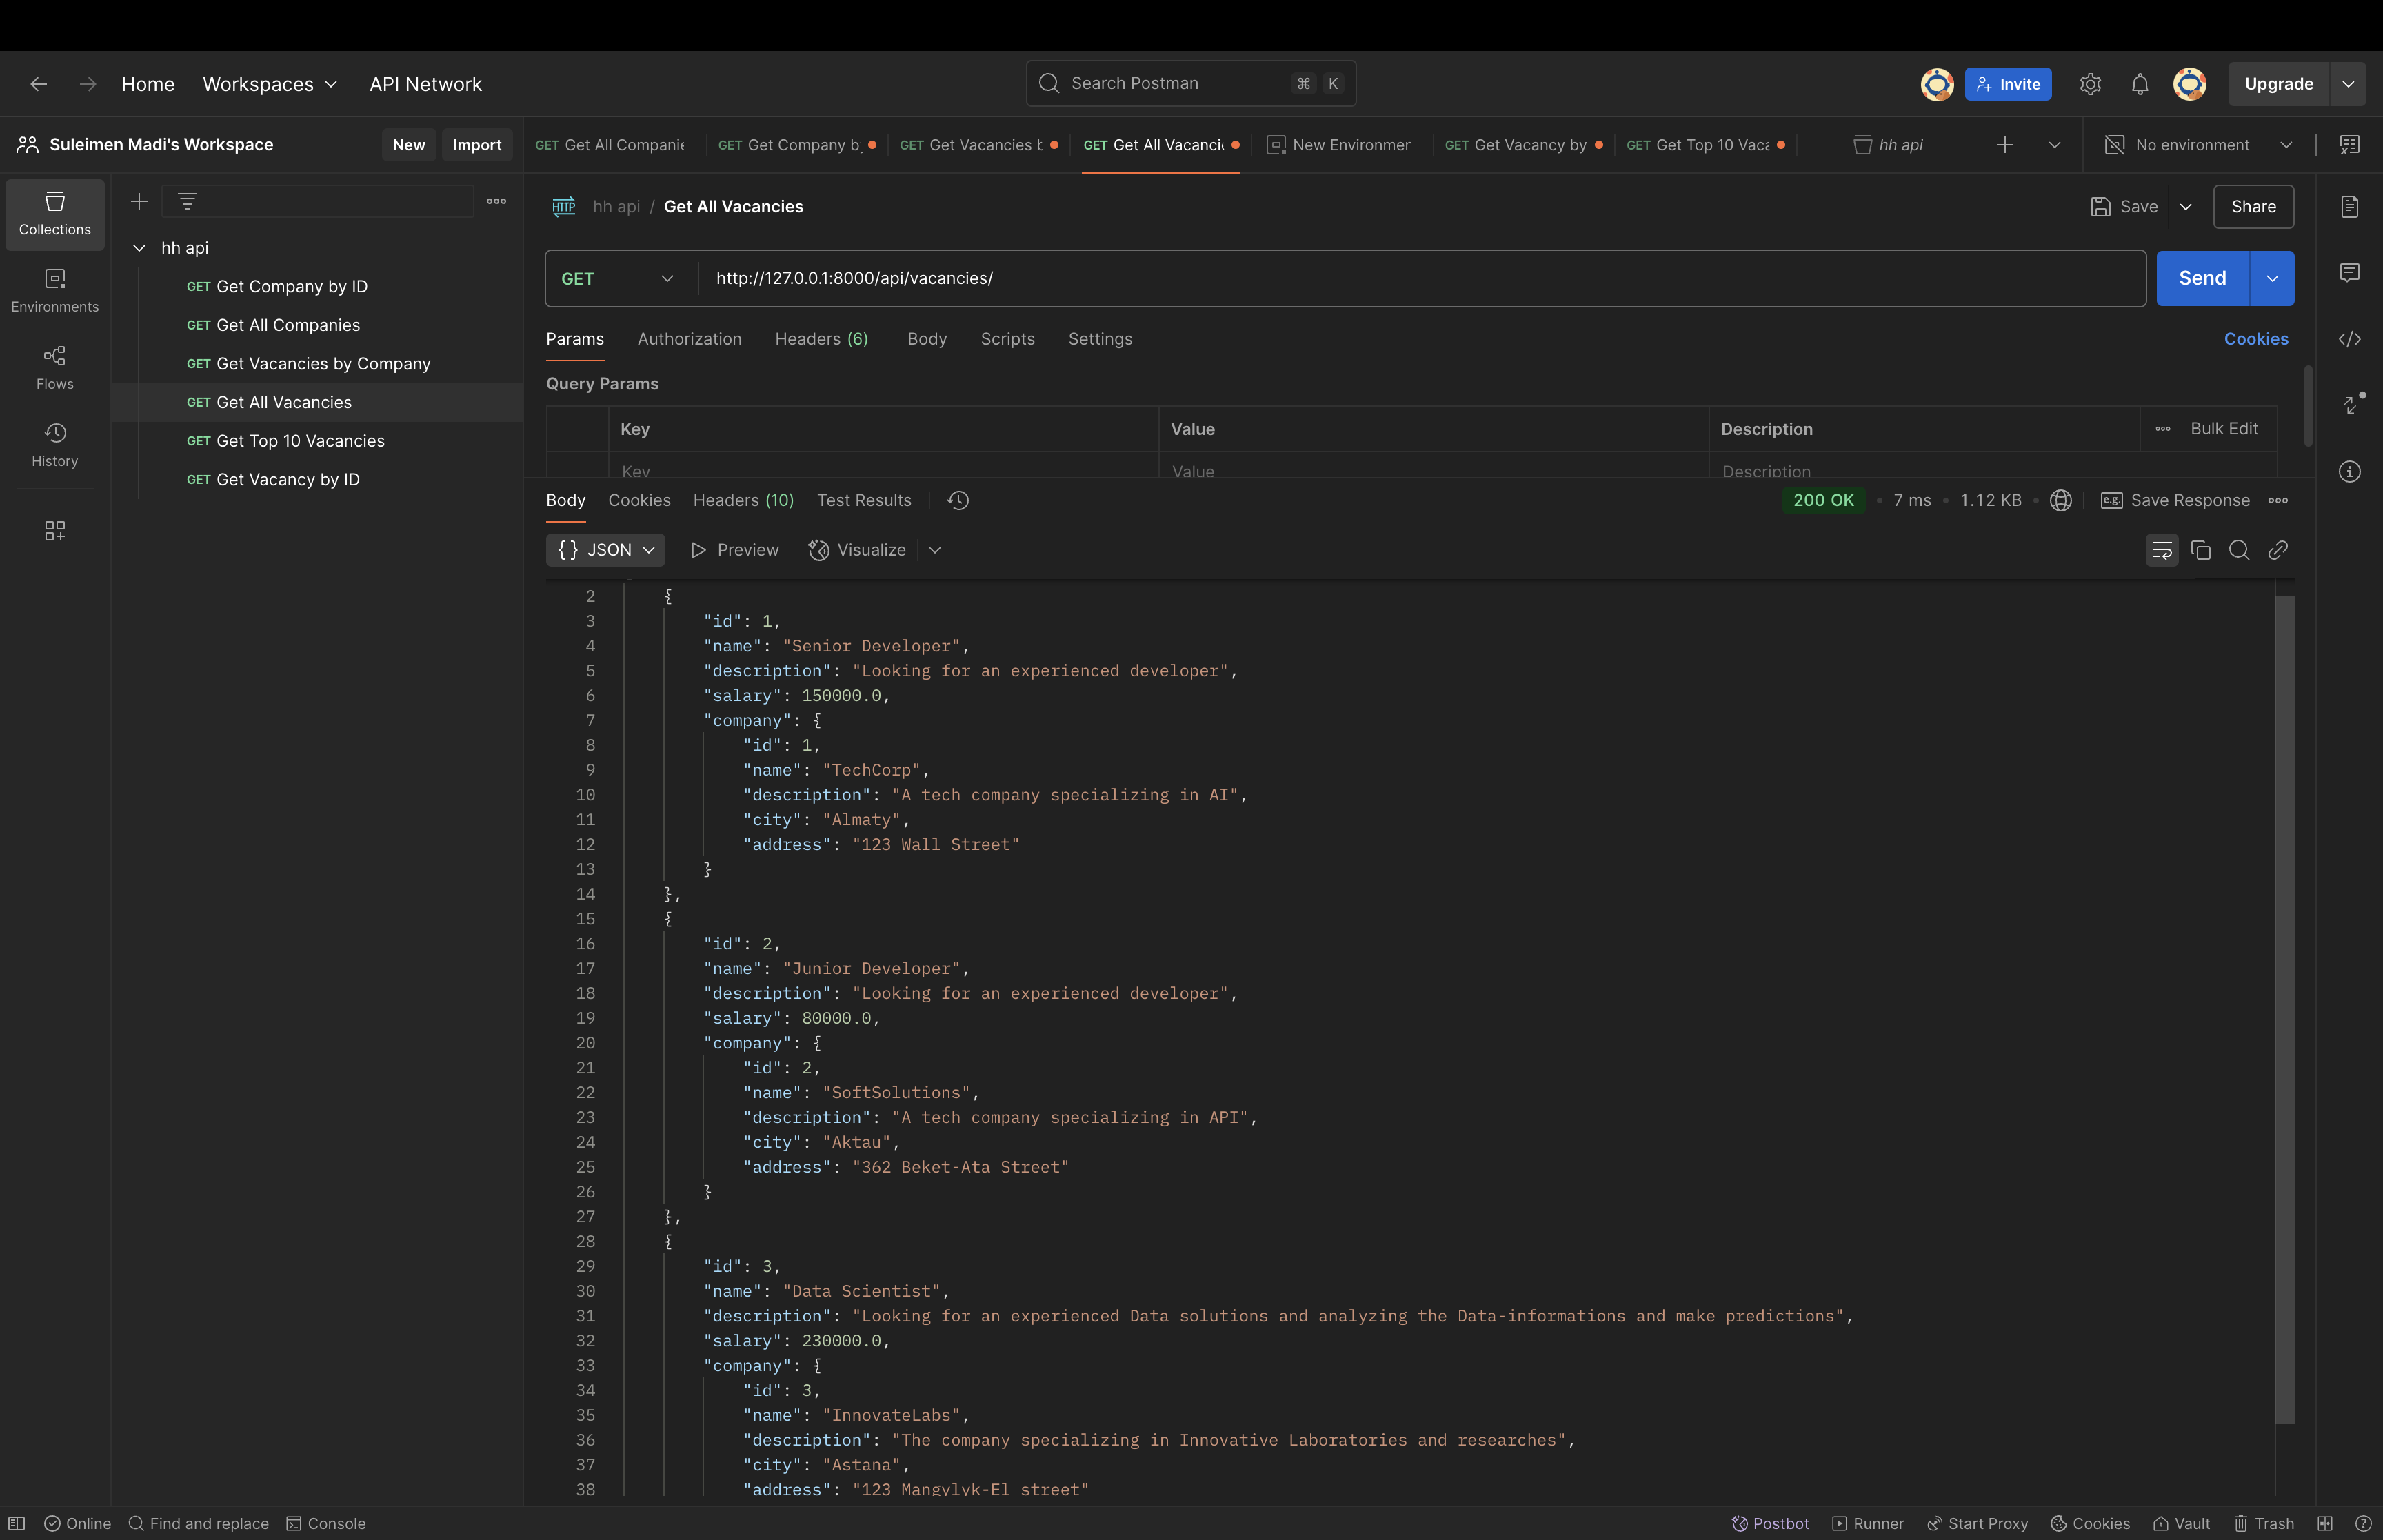 Home Workspaces API Network
Search Postman ⌘ K
Invite Upgrade
Suleimen Madi's Workspace New Import
GET Get All Companie GET Get Company by GET Get Vacancies b GET Get All Vacancie New Environmer GET Get Vacancy by GET Get Top 10 Vaca hh api No environment
Collections
Environments
Flows
History
hh api
GET Get Company by ID
GET Get All Companies
GET Get Vacancies by Company
GET Get All Vacancies
GET Get Top 10 Vacancies
GET Get Vacancy by ID
HTTP hh api / Get All Vacancies Save Share
GET http://127.0.0.1:8000/api/vacancies/ Send
Params Authorization Headers (6) Body Scripts Settings Cookies
Query Params
Key Value Description Bulk Edit
Key Value Description
Body Cookies Headers (10) Test Results 200 OK • 7 ms • 1.12 KB • e.g. Save Response
{} JSON Preview Visualize
2 {
3 "id": 1,
4 "name": "Senior Developer",
5 "description": "Looking for an experienced developer",
6 "salary": 150000.0,
7 "company": {
8 "id": 1,
9 "name": "TechCorp",
10 "description": "A tech company specializing in AI",
11 "city": "Almaty",
12 "address": "123 Wall Street"
13 }
14 },
15 {
16 "id": 2,
17 "name": "Junior Developer",
18 "description": "Looking for an experienced developer",
19 "salary": 80000.0,
20 "company": {
21 "id": 2,
22 "name": "SoftSolutions",
23 "description": "A tech company specializing in API",
24 "city": "Aktau",
25 "address": "362 Beket-Ata Street"
26 }
27 },
28 {
29 "id": 3,
30 "name": "Data Scientist",
31 "description": "Looking for an experienced Data solutions and analyzing the Data-informations and make predictions",
32 "salary": 230000.0,
33 "company": {
34 "id": 3,
35 "name": "InnovateLabs",
36 "description": "The company specializing in Innovative Laboratories and researches",
37 "city": "Astana",
38 "address": "123 Mangylyk-El street"
Online Find and replace Console Postbot Runner Start Proxy Cookies Vault Trash